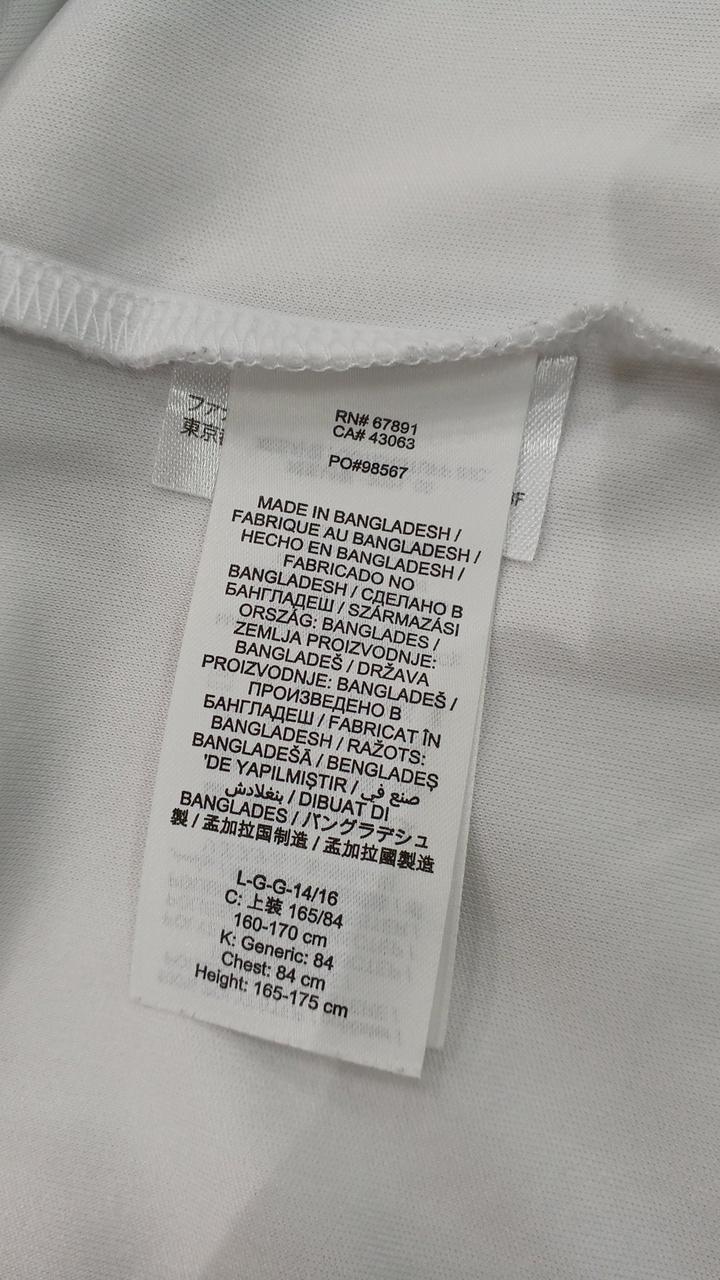 ファ
東京
RN# 67891
CA# 43063
PO#98567
MADE IN BANGLADESH /
FABRIQUE AU BANGLADESH /
HECHO EN BANGLADESH /
FABRICADO NO
BANGLADESH / СДЕЛАНО В
БАНГЛАДЕШ / SZÁRMAZÁSI
ORSZÁG: BANGLADES /
ZEMLJA PROIZVODNJE:
BANGLADEŠ / DRŽAVA
PROIZVODNJE: BANGLADEŠ /
ПРОИЗВЕДЕНО В
БАНГЛАДЕШ / FABRICAT ÎN
BANGLADESH / RAŽOTS:
BANGLADEŠĀ / BENGLADEŞ
'DE YAPILMIŞTIR / صنع في
بنغلادش / DIBUAT DI
BANGLADES / バングラデシュ
製 / 孟加拉国制造 / 孟加拉國製造
L-G-G-14/16
C: 上装 165/84
160-170 cm
K: Generic: 84
Chest: 84 cm
Height: 165-175 cm